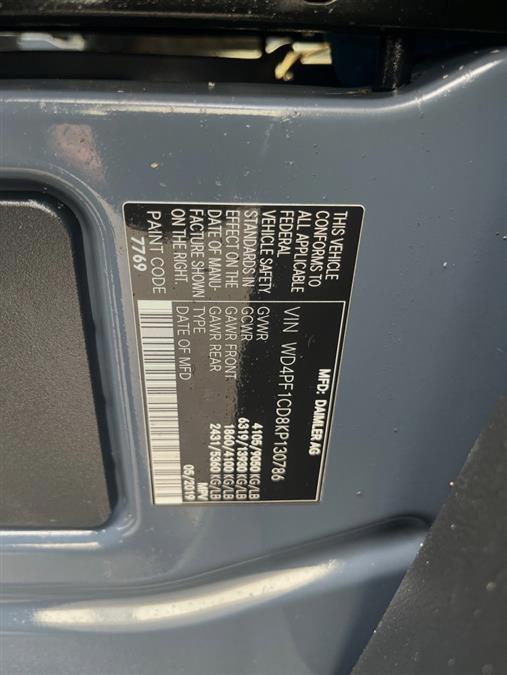 MFD: DAIMLER AG
VIN WD4PF1CD8KP130786
THIS VEHICLE
CONFORMS TO
ALL APPLICABLE
FEDERAL
VEHICLE SAFETY
STANDARDS IN
EFFECT ON THE
DATE OF MANU-
FACTURE SHOWN
ON THE RIGHT.
PAINT CODE
7769
GVWR 4105/9050 KG/LB
GCWR 6319/13930 KG/LB
GAWR FRONT 1860/4100 KG/LB
GAWR REAR 2431/5360 KG/LB
TYPE MPV
DATE OF MFD 05/2019